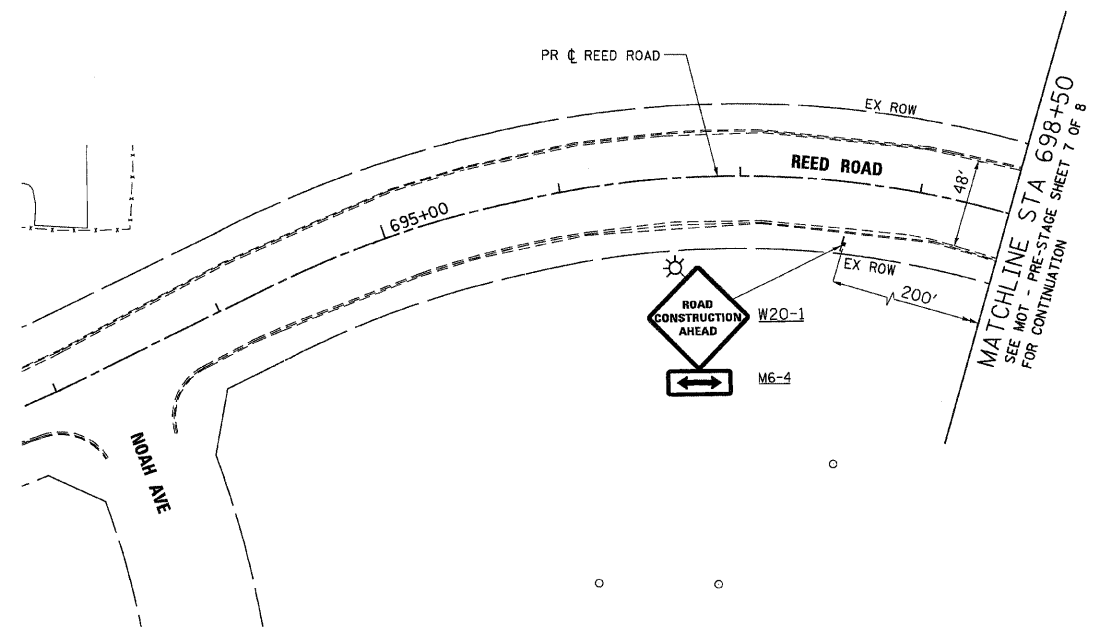 PR ℄ REED ROAD
EX ROW
REED ROAD
48'
695+00
EX ROW
200'
ROAD
CONSTRUCTION
AHEAD
W20-1
M6-4
NOAH AVE
MATCHLINE STA 698+50
SEE MOT - PRE-STAGE SHEET 7 OF 8
FOR CONTINUATION